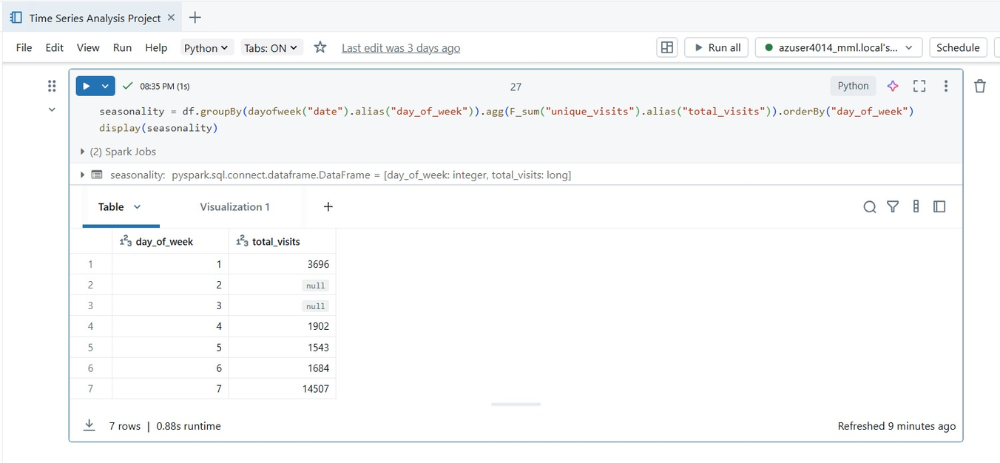 Time Series Analysis Project
File Edit View Run Help Python Tabs: ON Last edit was 3 days ago Run all azuser4014_mml.local's... Schedule
08:35 PM (1s) 27 Python
seasonality = df.groupBy(dayofweek("date").alias("day_of_week")).agg(F_sum("unique_visits").alias("total_visits")).orderBy("day_of_week")
display(seasonality)
(2) Spark Jobs
seasonality: pyspark.sql.connect.dataframe.DataFrame = [day_of_week: integer, total_visits: long]
Table Visualization 1 +
123 day_of_week 123 total_visits
1 1 3696
2 2 null
3 3 null
4 4 1902
5 5 1543
6 6 1684
7 7 14507
7 rows | 0.88s runtime Refreshed 9 minutes ago